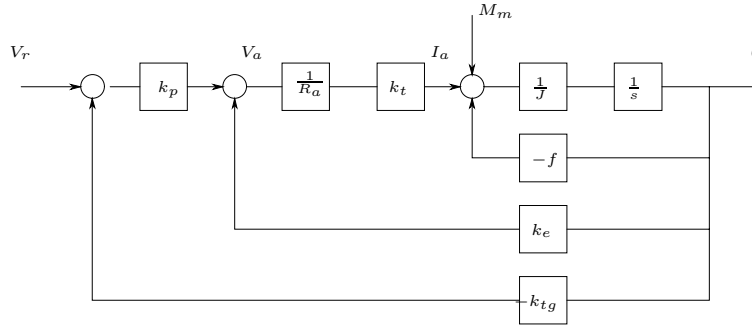 M_m
V_r V_a I_a
k_p 1/R_a k_t 1/J 1/s
−f
k_e
−k_tg